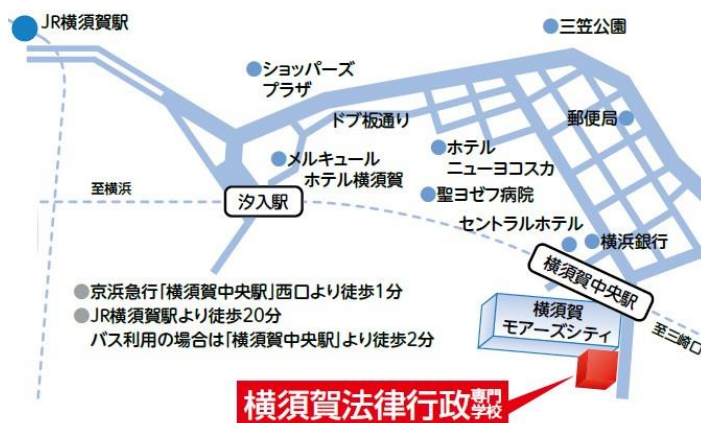 JR横須賀駅
三笠公園
ショッパーズ
プラザ
ドブ板通り
郵便局
ホテル
ニューヨコスカ
メルキュール
ホテル横須賀
至横浜
汐入駅
聖ヨゼフ病院
セントラルホテル
横浜銀行
横須賀中央駅
●京浜急行「横須賀中央駅」西口より徒歩1分
●JR横須賀駅より徒歩20分
バス利用の場合は「横須賀中央駅」より徒歩2分
横須賀
モアーズシティ
至三崎口
横須賀法律行政専門学校